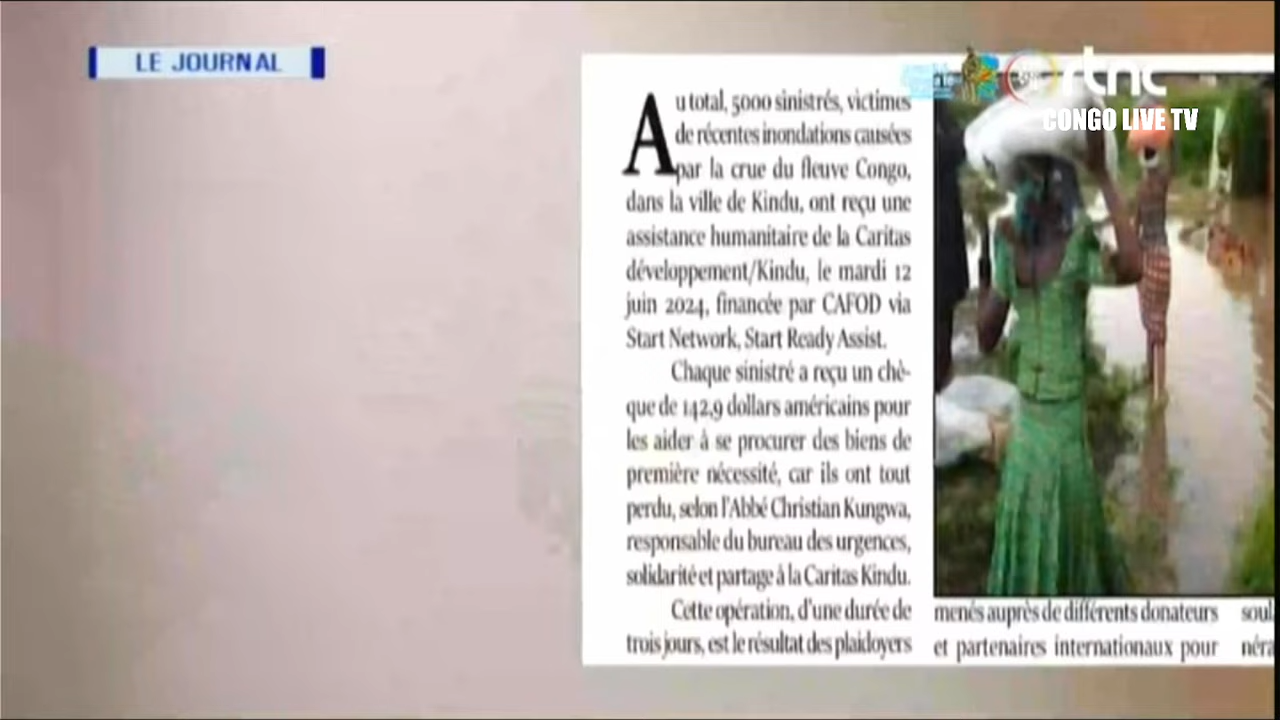 LE JOURNAL
rtnc
CONGO LIVE TV
Au total, 5000 sinistrés, victimes
de récentes inondations causées
par la crue du fleuve Congo,
dans la ville de Kindu, ont reçu une
assistance humanitaire de la Caritas
développement/Kindu, le mardi 12
juin 2024, financée par CAFOD via
Start Network, Start Ready Assist.
Chaque sinistré a reçu un chè-
que de 142,9 dollars américains pour
les aider à se procurer des biens de
première nécessité, car ils ont tout
perdu, selon l'Abbé Christian Kungwa,
responsable du bureau des urgences,
solidarité et partage à la Caritas Kindu.
Cette opération, d'une durée de
trois jours, est le résultat des plaidoyers
menés auprès de différents donateurs
et partenaires internationaux pour
soul
néra